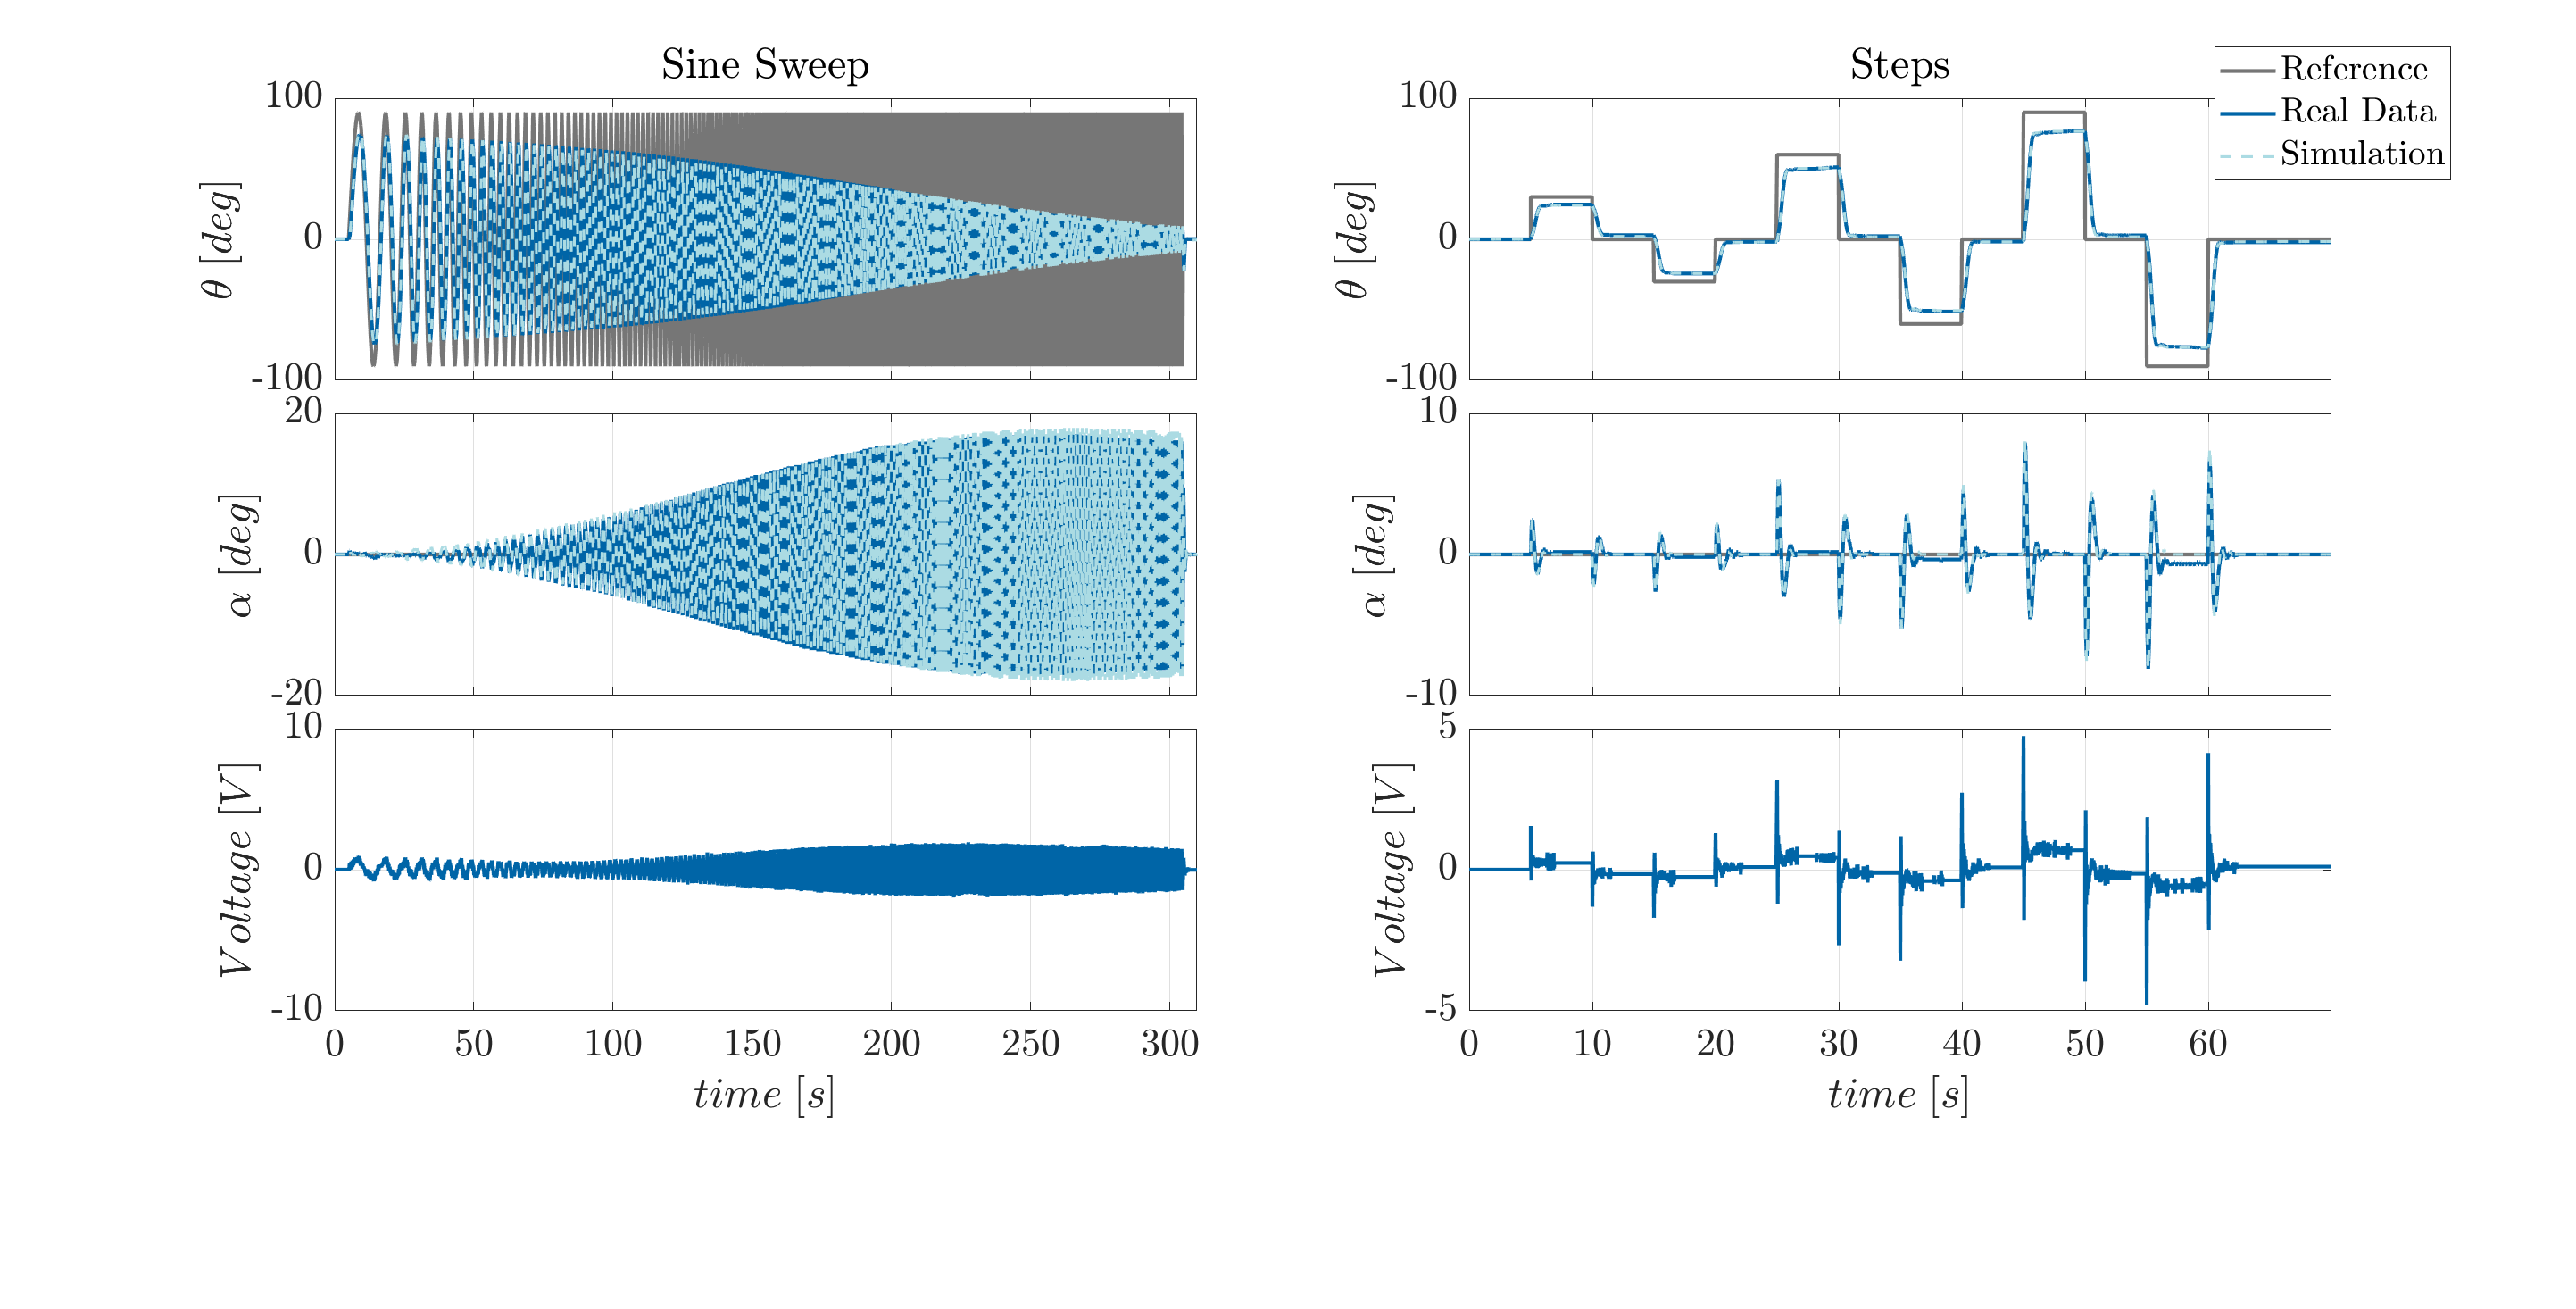 Sine Sweep
100
0
-100
θ [deg]
20
0
-20
α [deg]
10
0
-10
Voltage [V]
0 50 100 150 200 250 300
time [s]
Steps
Reference
Real Data
Simulation
100
0
-100
θ [deg]
10
0
-10
α [deg]
5
0
-5
Voltage [V]
0 10 20 30 40 50 60
time [s]